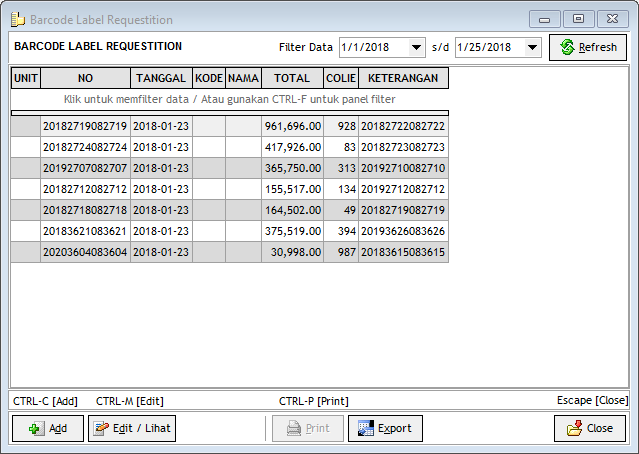 Barcode Label Requestition
BARCODE LABEL REQUESTITION Filter Data 1/1/2018 s/d 1/25/2018 Refresh
UNIT NO TANGGAL KODE NAMA TOTAL COLIE KETERANGAN
Klik untuk memfilter data / Atau gunakan CTRL-F untuk panel filter
20182719082719 2018-01-23 961,696.00 928 20182722082722
20182724082724 2018-01-23 417,926.00 83 20182723082723
20192707082707 2018-01-23 365,750.00 313 20192710082710
20182712082712 2018-01-23 155,517.00 134 20192712082712
20182718082718 2018-01-23 164,502.00 49 20182719082719
20183621083621 2018-01-23 375,519.00 394 20193626083626
20203604083604 2018-01-23 30,998.00 987 20183615083615
CTRL-C [Add] CTRL-M [Edit] CTRL-P [Print] Escape [Close]
Add Edit / Lihat Print Export Close